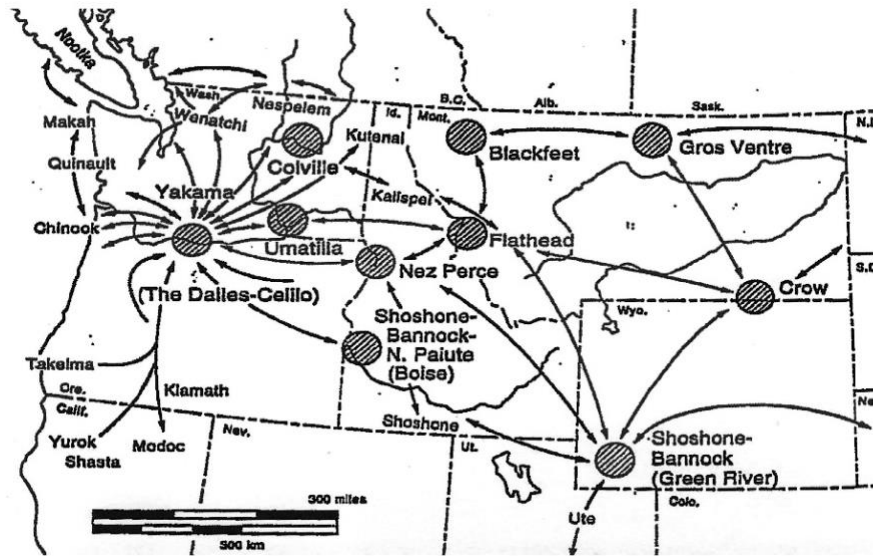 Nootka
Makah
Quinault
Chinook
Wash.
Wenatchi
Nespelem
Colville
Yakama
Umatilla
(The Dalles-Celilo)
Kutenai
Kalispel
Id.
B.C.
Mont.
Alb.
Sask.
N.D
Blackfeet
Gros Ventre
Flathead
Nez Perce
Crow
S.D
Wyo.
Shoshone-
Bannock-
N. Paiute
(Boise)
Takelma
Klamath
Ore.
Calif.
Yurok
Shasta
Modoc
Nev.
Shoshone
Ut.
Shoshone-
Bannock
(Green River)
Ne
Colo.
Ute
300 miles
500 km